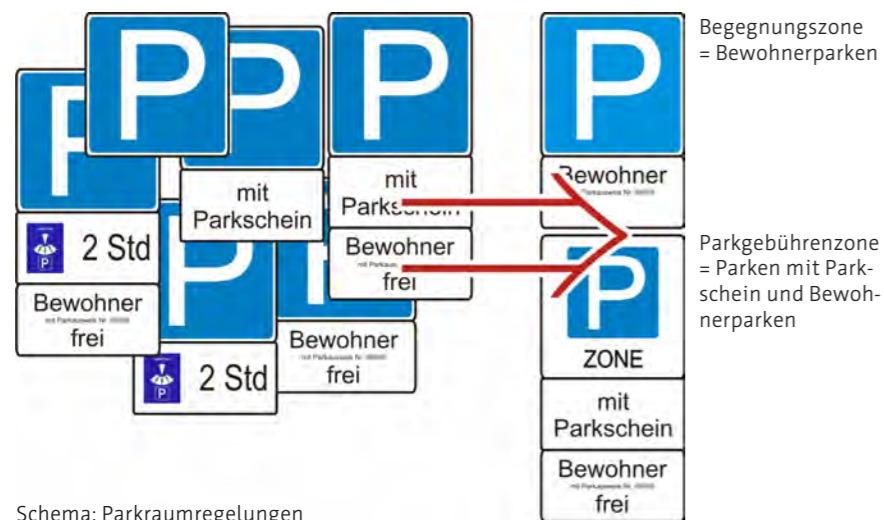 P
P
P
P
P
P
2 Std
Bewohner
frei
mit
Parkschein
P
2 Std
Bewohner
frei
mit
Parkschein
Bewohner
frei
P
Bewohner
P
ZONE
mit
Parkschein
Bewohner
frei
Begegnungszone
= Bewohnerparken
Parkgebührenzone
= Parken mit Park-
schein und Bewoh-
nerparken
Schema: Parkraumregelungen